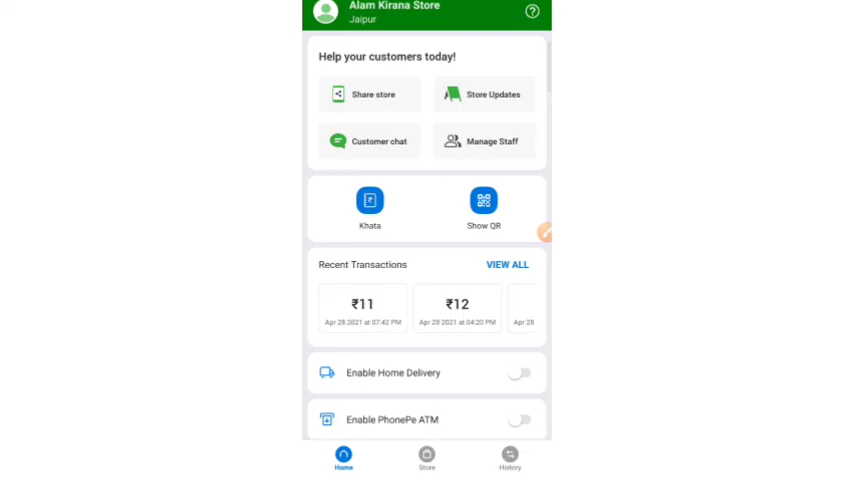 Alam Kirana Store
Jaipur
Help your customers today!
Share store
Store Updates
Customer chat
Manage Staff
Khata
Show QR
Recent Transactions
VIEW ALL
₹11
₹12
Apr 28 2021 at 07:42 PM
Apr 28 2021 at 04:20 PM
Apr 28
Enable Home Delivery
Enable PhonePe ATM
Home
Store
History